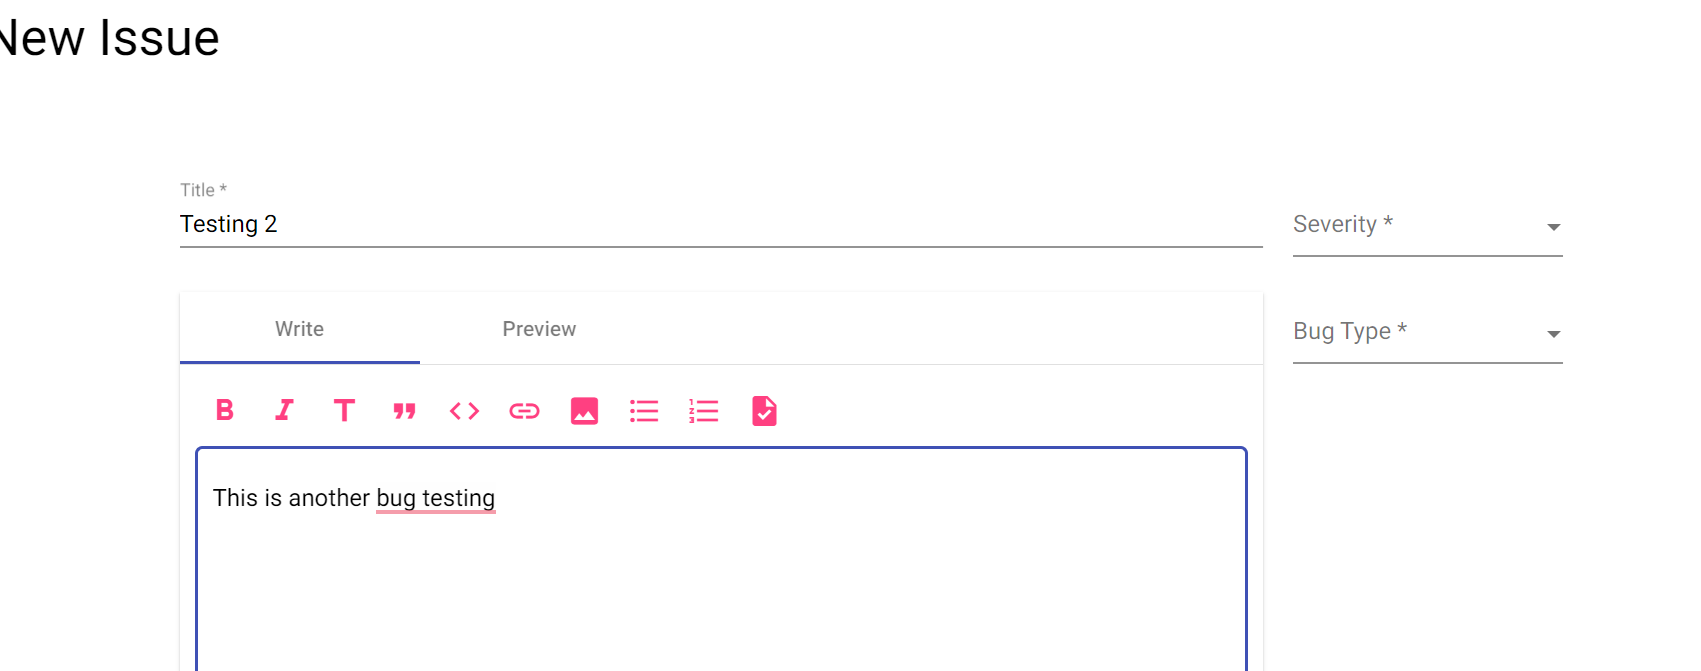 New Issue
Title *
Testing 2
Severity *
Write Preview
Bug Type *
This is another bug testing